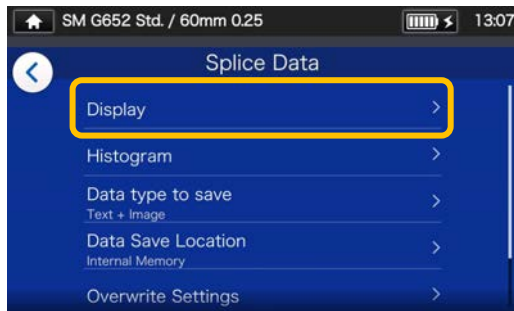 SM G652 Std. / 60mm 0.25
13:07
Splice Data
Display
Histogram
Data type to save
Text + Image
Data Save Location
Internal Memory
Overwrite Settings